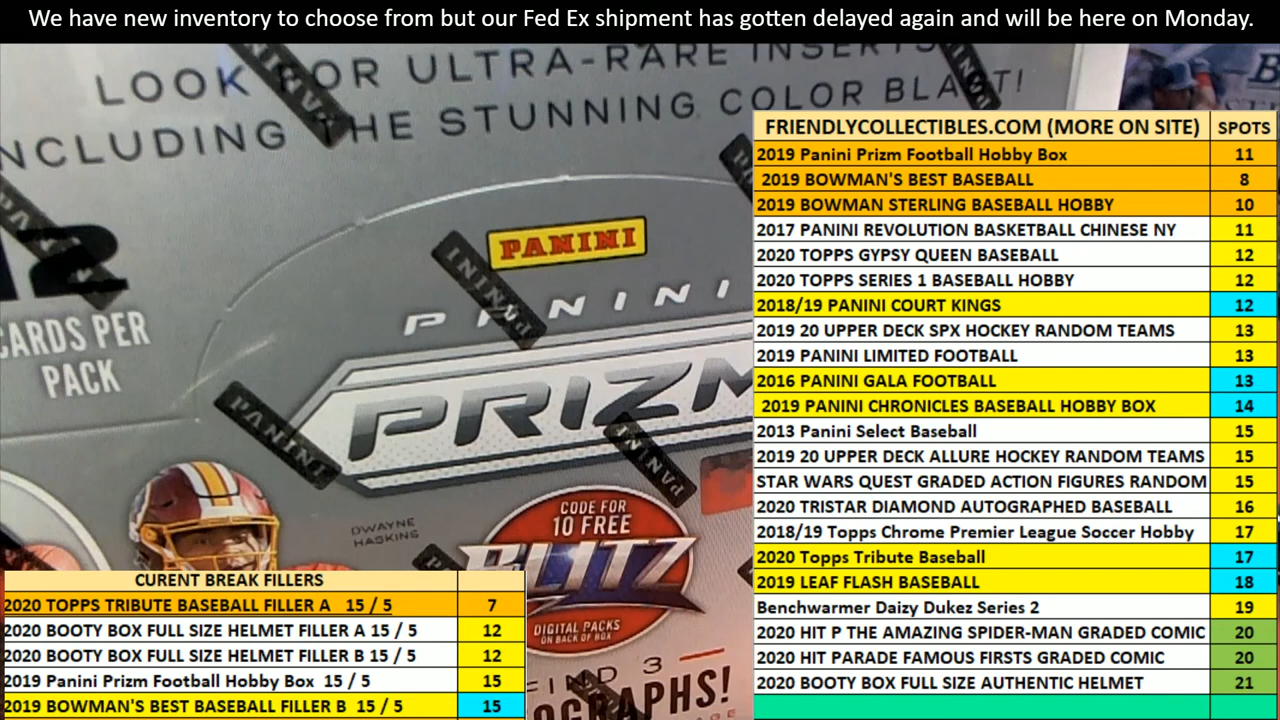 We have new inventory to choose from but our Fed Ex shipment has gotten delayed again and will be here on Monday.
LOOK FOR ULTRA-RARE INSERTS
INCLUDING THE STUNNING COLOR BLAST!
12
CARDS PER
PACK
PANINI
PANINI
PANINI
PRIZM
PANINI
PANINI
PANINI
PANINI
DWAYNE
HASKINS
CODE FOR
10 FREE
BLITZ
DIGITAL PACKS
ON BACK OF BOX
FIND 3
OGRAPHS!
FRIENDLYCOLLECTIBLES.COM (MORE ON SITE) SPOTS
2019 Panini Prizm Football Hobby Box 11
2019 BOWMAN'S BEST BASEBALL 8
2019 BOWMAN STERLING BASEBALL HOBBY 10
2017 PANINI REVOLUTION BASKETBALL CHINESE NY 11
2020 TOPPS GYPSY QUEEN BASEBALL 12
2020 TOPPS SERIES 1 BASEBALL HOBBY 12
2018/19 PANINI COURT KINGS 12
2019 20 UPPER DECK SPX HOCKEY RANDOM TEAMS 13
2019 PANINI LIMITED FOOTBALL 13
2016 PANINI GALA FOOTBALL 13
2019 PANINI CHRONICLES BASEBALL HOBBY BOX 14
2013 Panini Select Baseball 15
2019 20 UPPER DECK ALLURE HOCKEY RANDOM TEAMS 15
STAR WARS QUEST GRADED ACTION FIGURES RANDOM 15
2020 TRISTAR DIAMOND AUTOGRAPHED BASEBALL 16
2018/19 Topps Chrome Premier League Soccer Hobby 17
2020 Topps Tribute Baseball 17
2019 LEAF FLASH BASEBALL 18
Benchwarmer Daizy Dukez Series 2 19
2020 HIT P THE AMAZING SPIDER-MAN GRADED COMIC 20
2020 HIT PARADE FAMOUS FIRSTS GRADED COMIC 20
2020 BOOTY BOX FULL SIZE AUTHENTIC HELMET 21
CURENT BREAK FILLERS
2020 TOPPS TRIBUTE BASEBALL FILLER A 15 / 5 7
2020 BOOTY BOX FULL SIZE HELMET FILLER A 15 / 5 12
2020 BOOTY BOX FULL SIZE HELMET FILLER B 15 / 5 12
2019 Panini Prizm Football Hobby Box 15 / 5 15
2019 BOWMAN'S BEST BASEBALL FILLER B 15 / 5 15